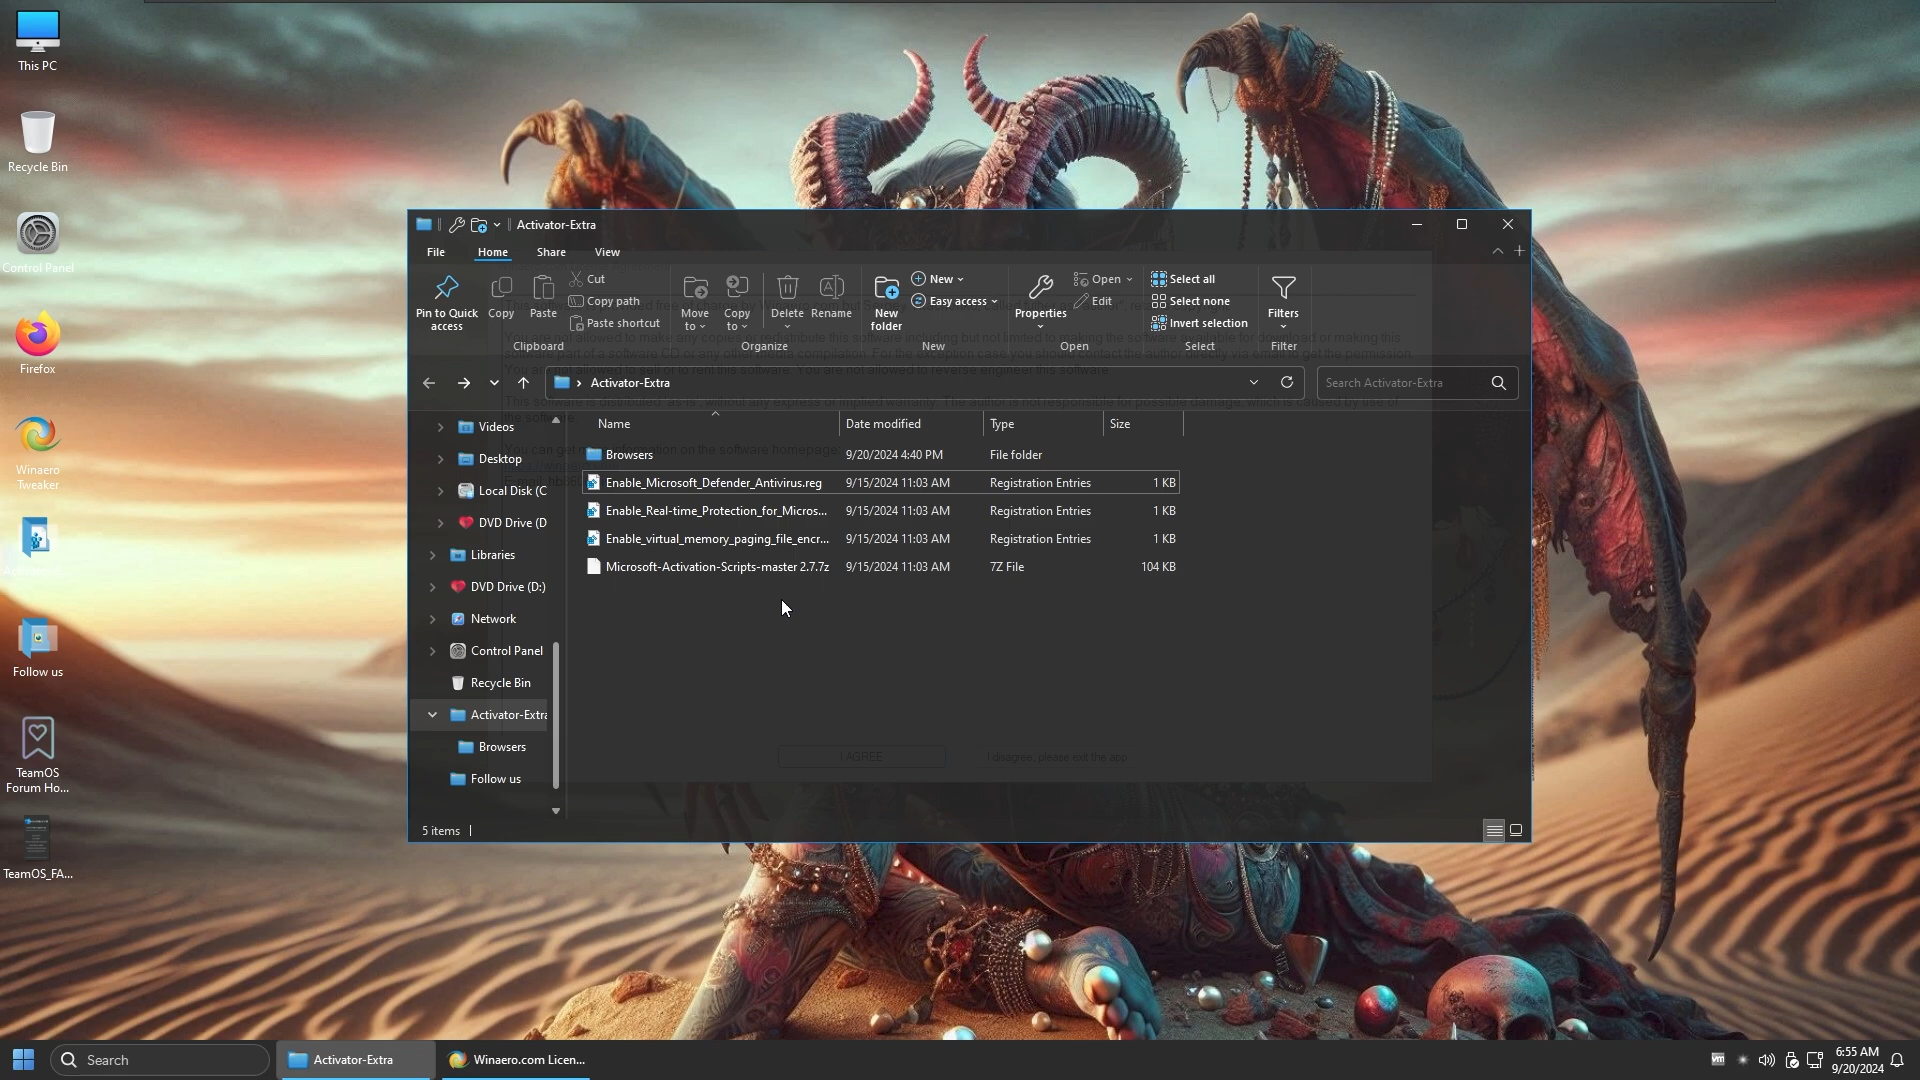 This PC
Recycle Bin
Control Panel
Firefox
Winaero
Tweaker
Follow us
TeamOS
Forum Ho...
TeamOS_FA...
Activator-Extra
File
Home
Share
View
Pin to Quick
access
Copy
Paste
Cut
Copy path
Paste shortcut
Clipboard
Move
to
Copy
to
Delete
Rename
Organize
New
folder
New
Easy access
New
Properties
Open
Edit
Open
Select all
Select none
Invert selection
Select
Filters
Filter
Activator-Extra
Search Activator-Extra
Videos
Desktop
Local Disk (C
DVD Drive (D
Libraries
DVD Drive (D:)
Network
Control Panel
Recycle Bin
Activator-Extra
Browsers
Follow us
Name
Date modified
Type
Size
Browsers 9/20/2024 4:40 PM File folder
Enable_Microsoft_Defender_Antivirus.reg 9/15/2024 11:03 AM Registration Entries 1 KB
Enable_Real-time_Protection_for_Micros... 9/15/2024 11:03 AM Registration Entries 1 KB
Enable_virtual_memory_paging_file_encr... 9/15/2024 11:03 AM Registration Entries 1 KB
Microsoft-Activation-Scripts-master 2.7.7z 9/15/2024 11:03 AM 7Z File 104 KB
I AGREE
I disagree, please exit the app
5 items
Search
Activator-Extra
Winaero.com Licen...
vm
6:55 AM
9/20/2024